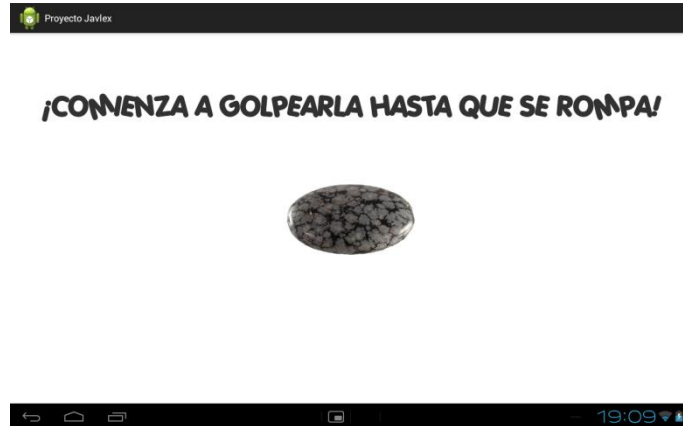 Proyecto Javlex
¡COMIENZA A GOLPEARLA HASTA QUE SE ROMPA!
19:09